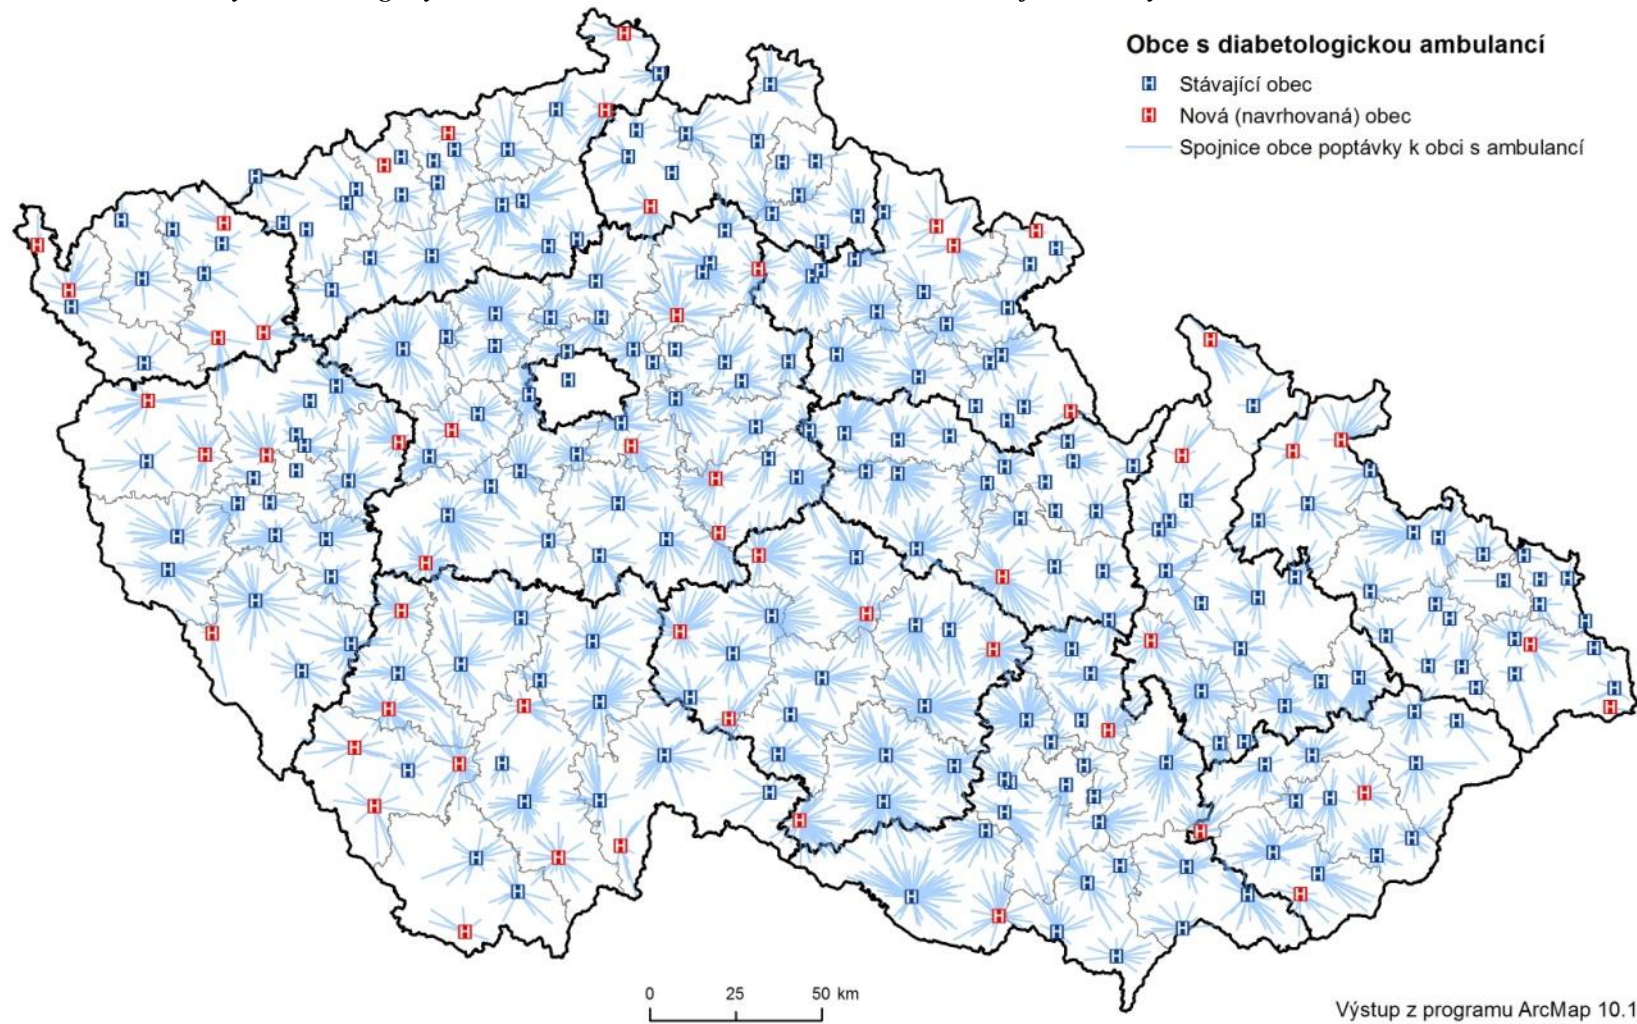 Obce s diabetologickou ambulancí
Stávající obec
Nová (navrhovaná) obec
Spojnice obce poptávky k obci s ambulancí
0 25 50 km
Výstup z programu ArcMap 10.1